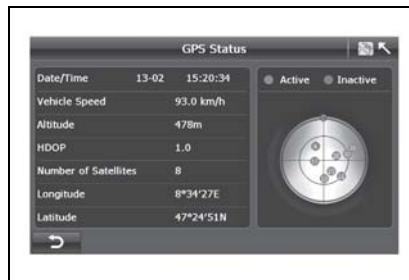 GPS Status
Date/Time 13-02 15:20:34
Active Inactive
Vehicle Speed 93.0 km/h
Altitude 478m
HDOP 1.0
Number of Satellites 8
Longitude 8°34'27E
Latitude 47°24'51N